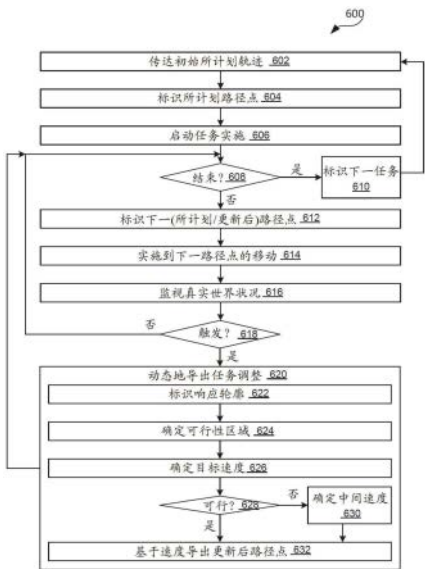 600
传达初始所计划轨迹 602
标识所计划路径点 604
启动任务实施 606
结束? 608
是
标识下一任务
610
否
标识下一(所计划/更新后)路径点 612
实施到下一路径点的移动 614
监视真实世界状况 616
否
触发? 618
是
动态地导出任务调整 620
标识响应轮廓 622
确定可行性区域 624
确定目标速度 626
可行? 628
否
确定中间速度
630
是
基于速度导出更新后路径点 632